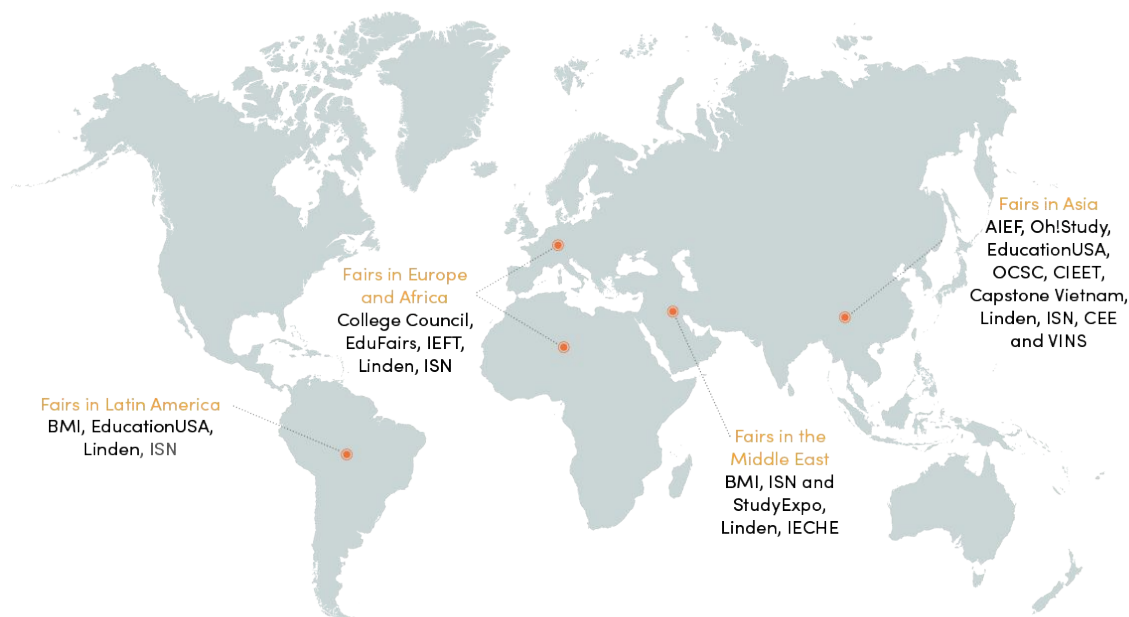 Fairs in Asia
AIEF, Oh!Study,
EducationUSA,
OCSC, CIEET,
Capstone Vietnam,
Linden, ISN, CEE
and VINS
Fairs in Europe
and Africa
College Council,
EduFairs, IEFT,
Linden, ISN
Fairs in Latin America
BMI, EducationUSA,
Linden, ISN
Fairs in the
Middle East
BMI, ISN and
StudyExpo,
Linden, IECHE